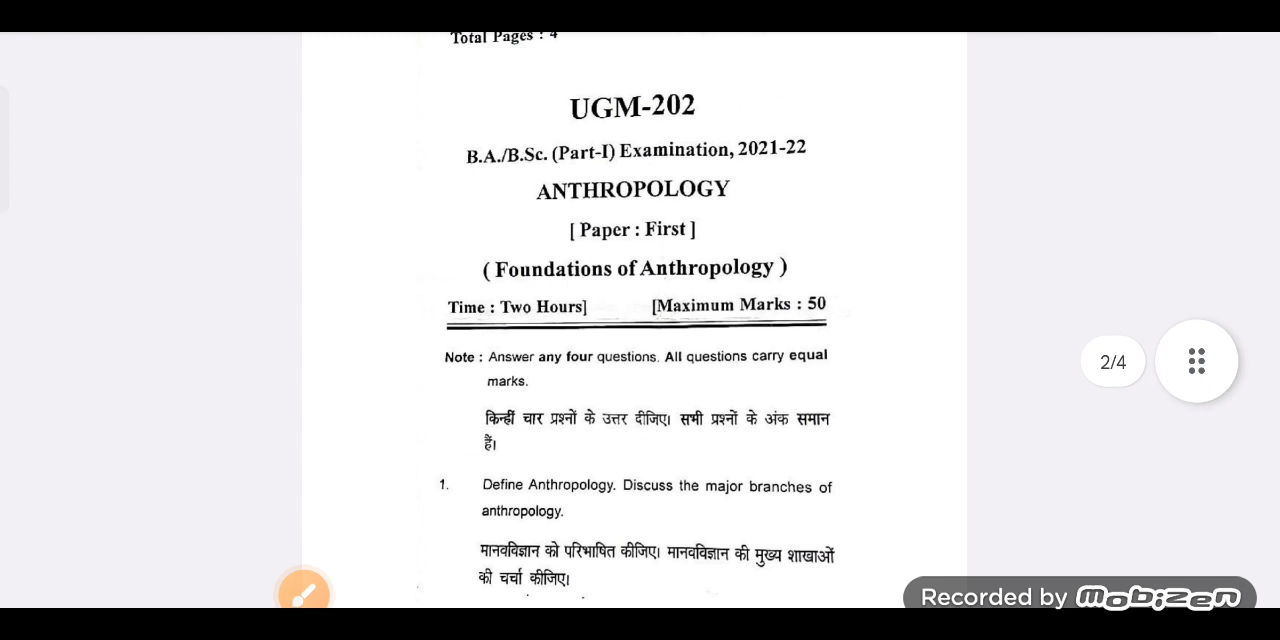 Total Pages : 4
UGM-202
B.A./B.Sc. (Part-I) Examination, 2021-22
ANTHROPOLOGY
[ Paper : First ]
( Foundations of Anthropology )
Time : Two Hours] [Maximum Marks : 50
Note : Answer any four questions. All questions carry equal
marks.
किन्हीं चार प्रश्नों के उत्तर दीजिए। सभी प्रश्नों के अंक समान
हैं।
2/4
1. Define Anthropology. Discuss the major branches of
anthropology.
मानवविज्ञान को परिभाषित कीजिए। मानवविज्ञान की मुख्य शाखाओं
की चर्चा कीजिए।
Recorded by mobizen